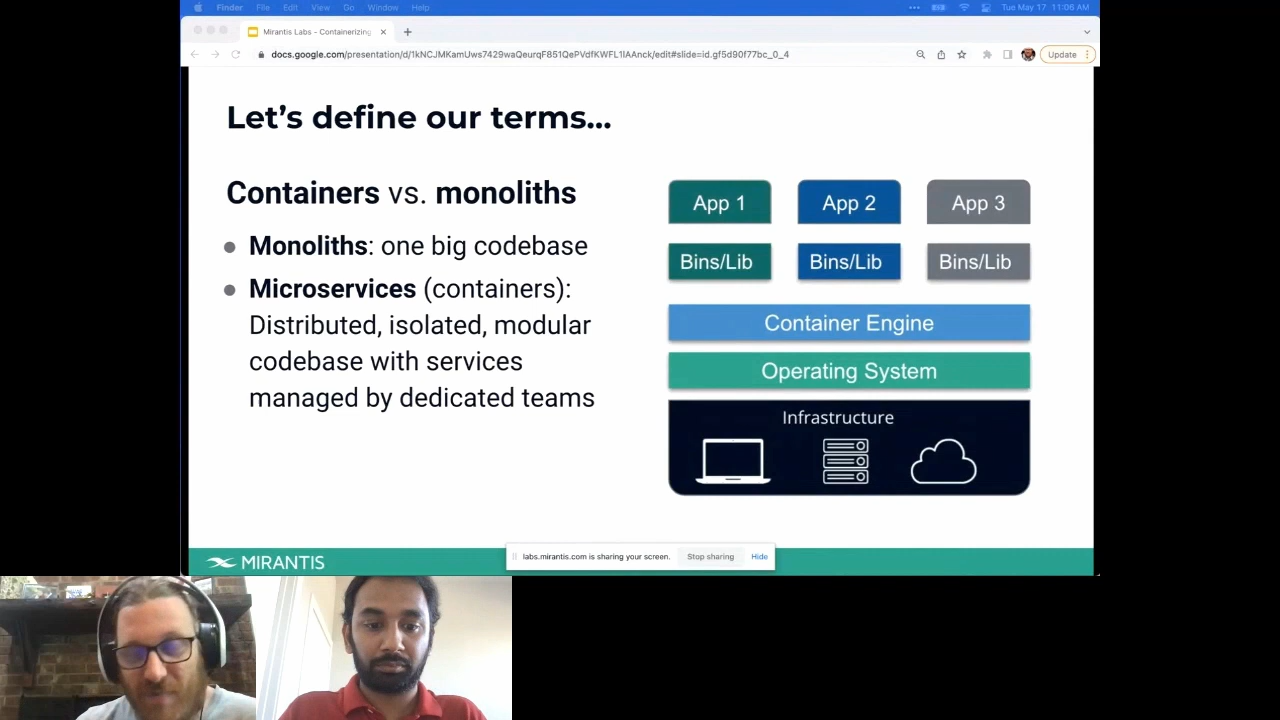 Finder File Edit View Go Window Help
Tue May 17 11:06 AM
Mirantis Labs - Containerizing
docs.google.com/presentation/d/1kNCJMKamUws7429waQeurqF851QePVdfKWFL1IAAnck/edit#slide=id.gf5d90f77bc_0_4
Update
Let’s define our terms...
Containers vs. monoliths
Monoliths: one big codebase
Microservices (containers):
Distributed, isolated, modular
codebase with services
managed by dedicated teams
App 1
App 2
App 3
Bins/Lib
Bins/Lib
Bins/Lib
Container Engine
Operating System
Infrastructure
MIRANTIS
labs.mirantis.com is sharing your screen.
Stop sharing
Hide